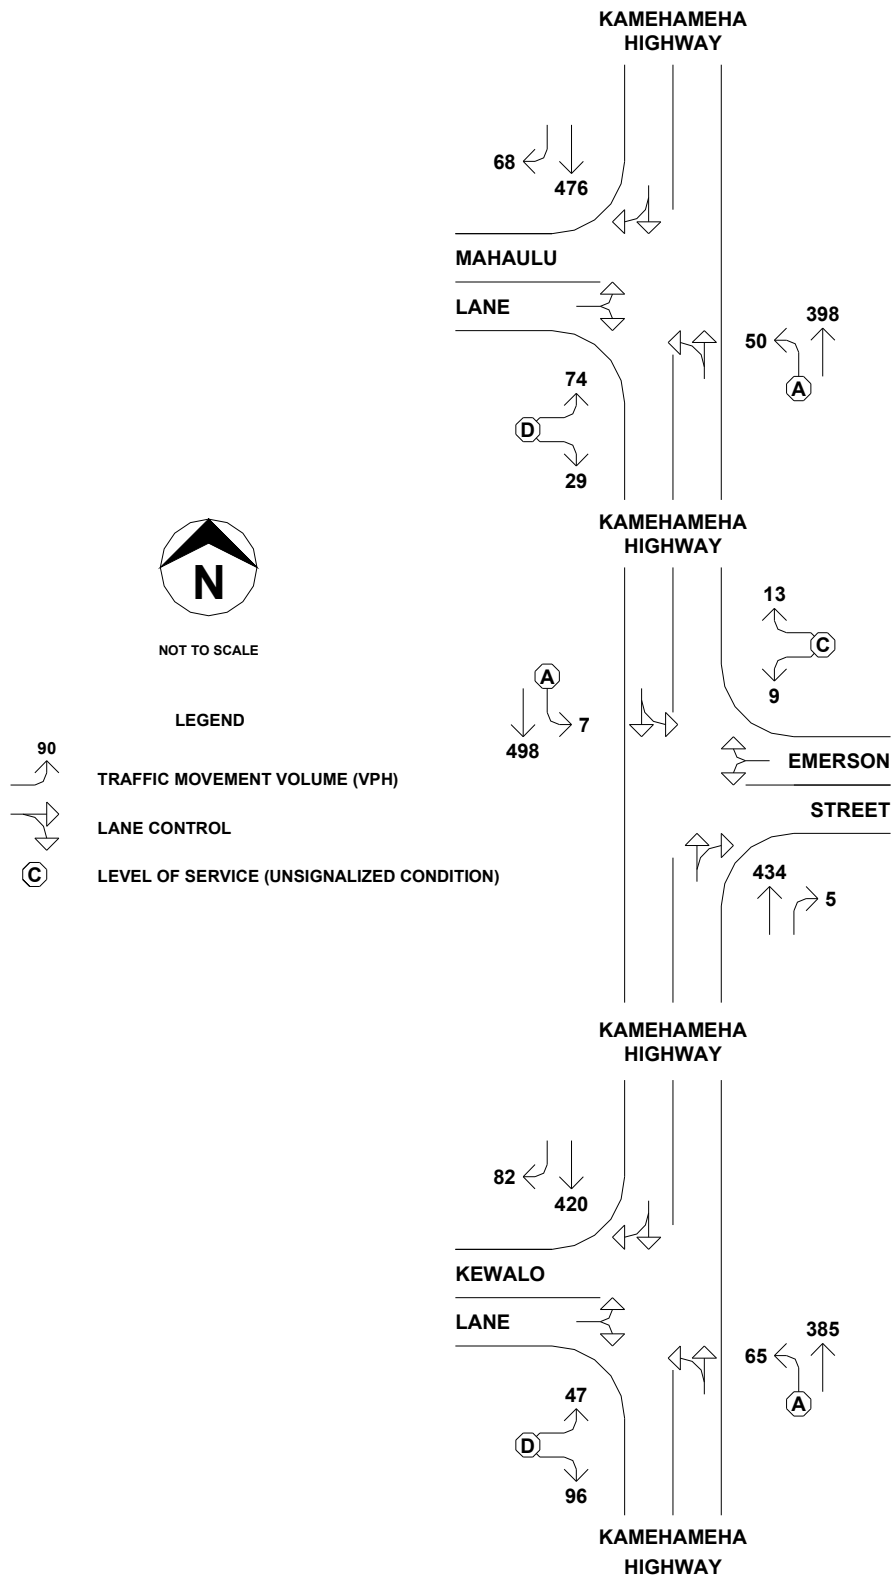 KAMEHAMEHA
HIGHWAY
68
476
MAHAULU
LANE
50
398
A
74
D
29
KAMEHAMEHA
HIGHWAY
N
NOT TO SCALE
LEGEND
90
TRAFFIC MOVEMENT VOLUME (VPH)
LANE CONTROL
C
LEVEL OF SERVICE (UNSIGNALIZED CONDITION)
13
C
9
A
7
498
EMERSON
STREET
434
5
KAMEHAMEHA
HIGHWAY
82
420
KEWALO
LANE
65
385
A
47
D
96
KAMEHAMEHA
HIGHWAY